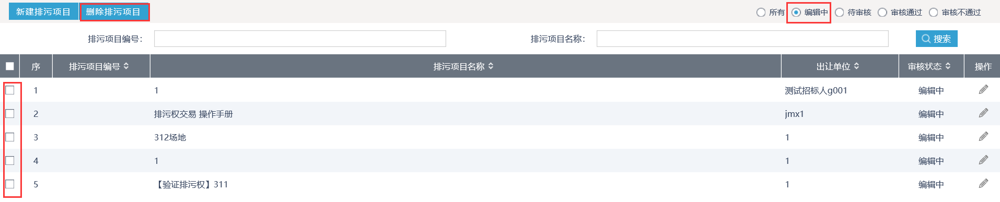 新建排污项目 删除排污项目 所有 编辑中 待审核 审核通过 审核不通过
排污项目编号: 排污项目名称: 搜索
序 排污项目编号 排污项目名称 出让单位 审核状态 操作
1 1 测试招标人g001 编辑中
2 排污权交易 操作手册 jmx1 编辑中
3 312场地 1 编辑中
4 1 1 编辑中
5 【验证排污权】311 1 编辑中